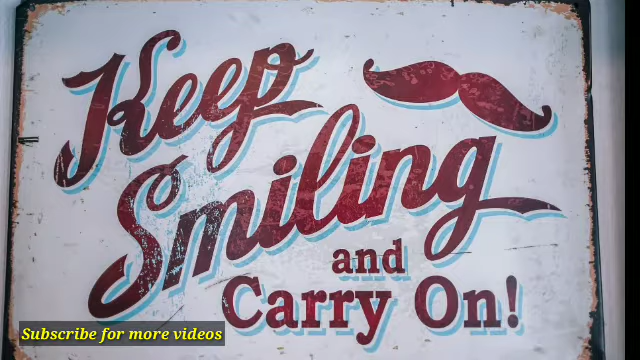 Keep
Smiling
and
Carry On!
Subscribe for more videos